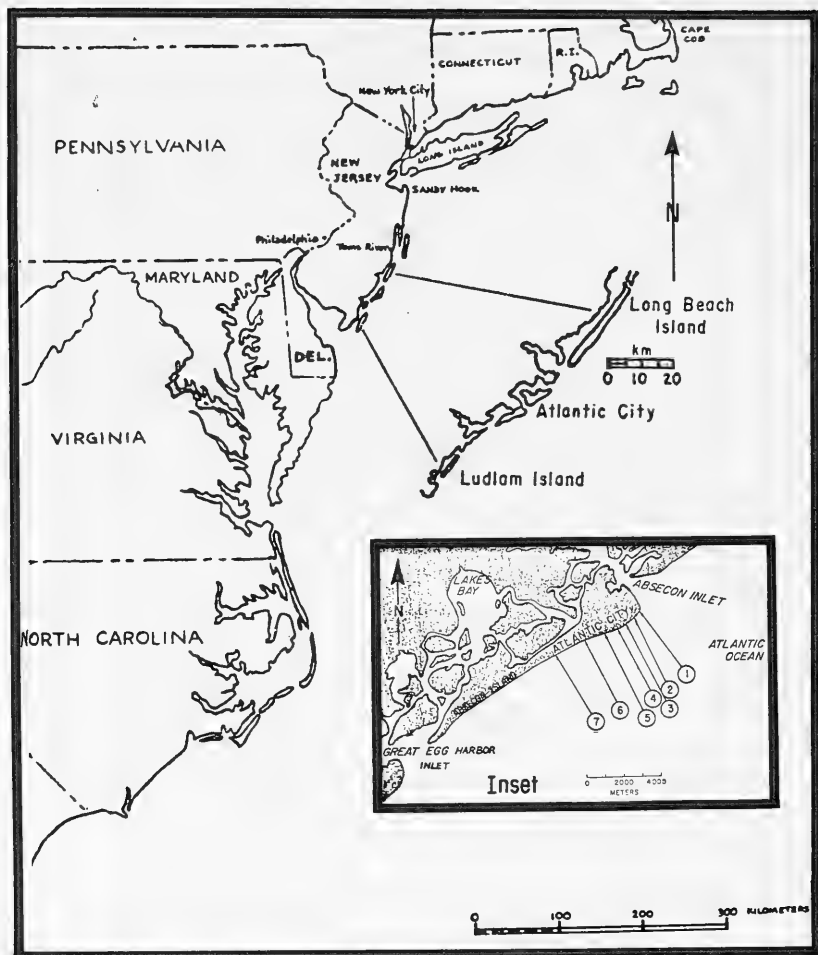 CAPE
COD
R.I.
CONNECTICUT
New York City
PENNSYLVANIA
LONG ISLAND
NEW
JERSEY
SANDY HOOK
N
Philadelphia
Toms River
MARYLAND
Long Beach
Island
km
0 10 20
DEL.
Atlantic City
VIRGINIA
Ludlam Island
LAKES
BAY
ABSECON INLET
N
NORTH CAROLINA
ATLANTIC CITY
ATLANTIC
OCEAN
ABSECON ISLAND
1
2
4
3
6
5
7
GREAT EGG HARBOR
INLET
Inset
0 2000 4000
METERS
0 100 200 300 KILOMETERS